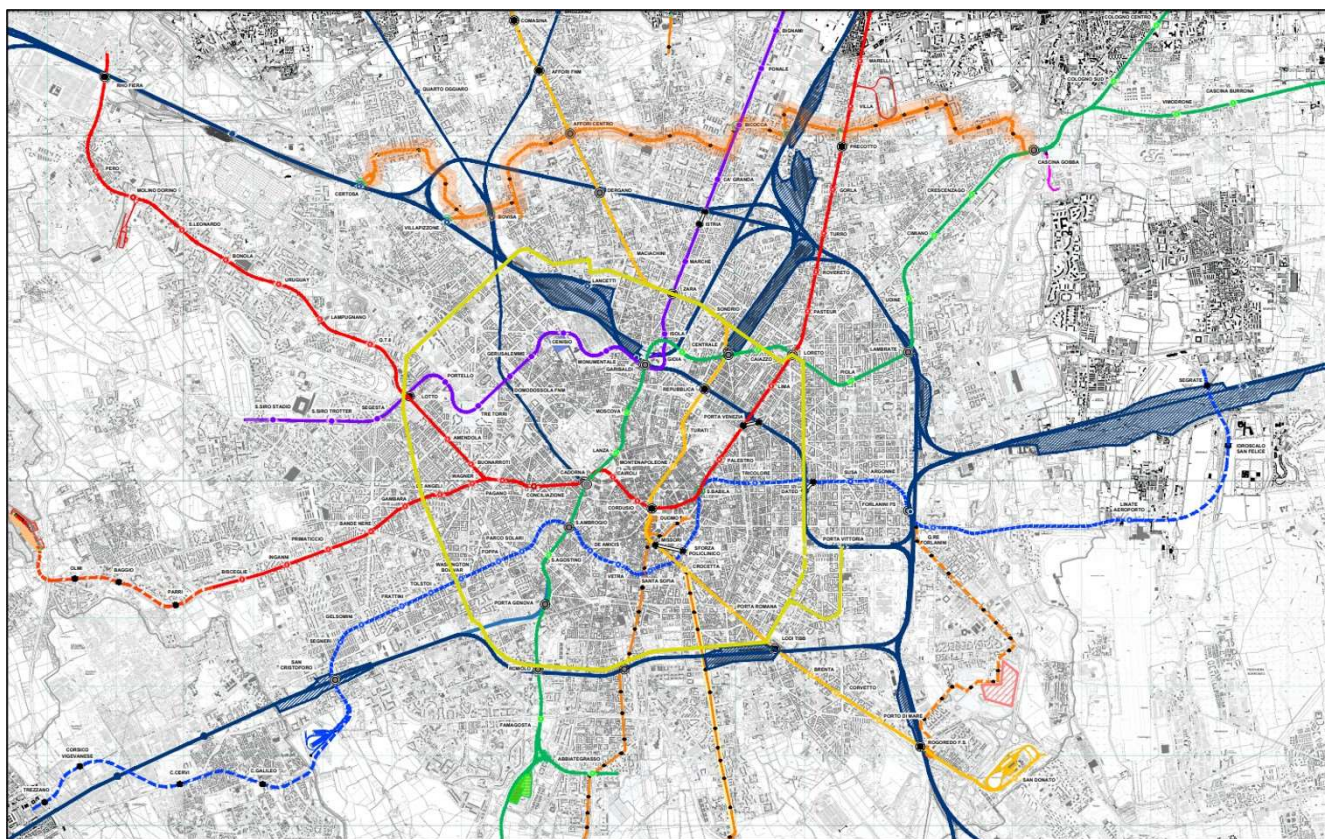 COMASINA
BIGNAMI
COLOGNO CENTRO
AFFORI FNM
PONALE
MARELLI
COLOGNO SUD
RHO FIERA
QUARTO OGGIARO
VILLA
CASCINA BURRONA
VIMODRONE
AFFORI CENTRO
BICOCCA
PRECOTTO
CASCINA GOBBA
PERO
MOLINO DORINO
CERTOSA
DERGANO
CA' GRANDA
GORLA
CRESCENZAGO
S.LEONARDO
VILLAPIZZONE
BOVISA
ISTRIA
TURRO
CIMIANO
BONOLA
MACIACHINI
MARCHE
ROVERETO
URUGUAY
LANCETTI
ZARA
UDINE
LAMPUGNANO
SONDRIO
PASTEUR
Q.T 8
ISOLA
CENTRALE
GERUSALEMME
CENISIO
MONUMENTALE
GARIBALDI
GIOIA
CAIAZZO
LORETO
LAMBRATE
PORTELLO
DOMODOSSOLA FNM
REPUBBLICA
LIMA
PIOLA
SEGRATE
S.SIRO STADIO
S.SIRO TROTTER
SEGESTA
LOTTO
TRE TORRI
MOSCOVA
TURATI
PORTA VENEZIA
AMENDOLA
LANZA
IDROSCALO
SAN FELICE
BUONARROTI
CADORNA
CAIROLI
MONTENAPOLEONE
PALESTRO
WAGNER
TRICOLORE
SUSA
ARGONNE
DE ANGELI
PAGANO
CONCILIAZIONE
GAMBARA
S.BABILA
DATEO
CORDUSIO
DUOMO
FORLANINI FS
LINATE
AEROPORTO
BANDE NERE
PARCO SOLARI
S.AMBROGIO
DE AMICIS
MISSORI
SFORZA
POLICLINICO
PORTA VITTORIA
Q.RE
FORLANINI
PRIMATICCIO
FOPPA
S.AGOSTINO
CROCETTA
INGANNI
WASHINGTON
BOLIVAR
VETRA
SANTA SOFIA
OLMI
BAGGIO
BISCEGLIE
TOLSTOI
PARRI
FRATTINI
PORTA GENOVA
PORTA ROMANA
GELSOMINI
SEGNERI
LODI TIBB
SAN
CRISTOFORO
ROMOLO
BRENTA
CORVETTO
FAMAGOSTA
PORTO DI MARE
CORSICO
VIGEVANESE
ROGOREDO F.S.
ABBIATEGRASSO
C.CERVI
C.GALILEO
SAN DONATO
TREZZANO